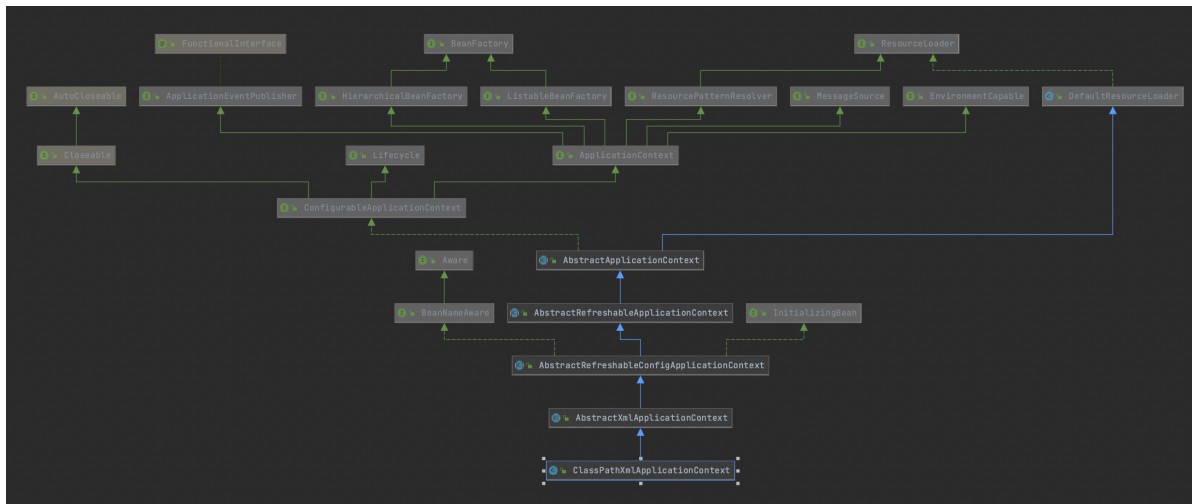 FunctionalInterface
BeanFactory
ResourceLoader
AutoCloseable
ApplicationEventPublisher
HierarchicalBeanFactory
ListableBeanFactory
ResourcePatternResolver
MessageSource
EnvironmentCapable
DefaultResourceLoader
Closeable
Lifecycle
ApplicationContext
ConfigurableApplicationContext
Aware
AbstractApplicationContext
BeanNameAware
AbstractRefreshableApplicationContext
InitializingBean
AbstractRefreshableConfigApplicationContext
AbstractXmlApplicationContext
ClassPathXmlApplicationContext